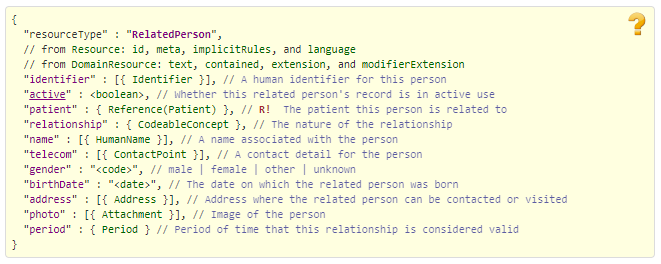 {
  "resourceType" : "RelatedPerson",
  // from Resource: id, meta, implicitRules, and language
  // from DomainResource: text, contained, extension, and modifierExtension
  "identifier" : [{ Identifier }], // A human identifier for this person
  "active" : <boolean>, // Whether this related person's record is in active use
  "patient" : { Reference(Patient) }, // R!  The patient this person is related to
  "relationship" : { CodeableConcept }, // The nature of the relationship
  "name" : [{ HumanName }], // A name associated with the person
  "telecom" : [{ ContactPoint }], // A contact detail for the person
  "gender" : "<code>", // male | female | other | unknown
  "birthDate" : "<date>", // The date on which the related person was born
  "address" : [{ Address }], // Address where the related person can be contacted or visited
  "photo" : [{ Attachment }], // Image of the person
  "period" : { Period } // Period of time that this relationship is considered valid
}
?